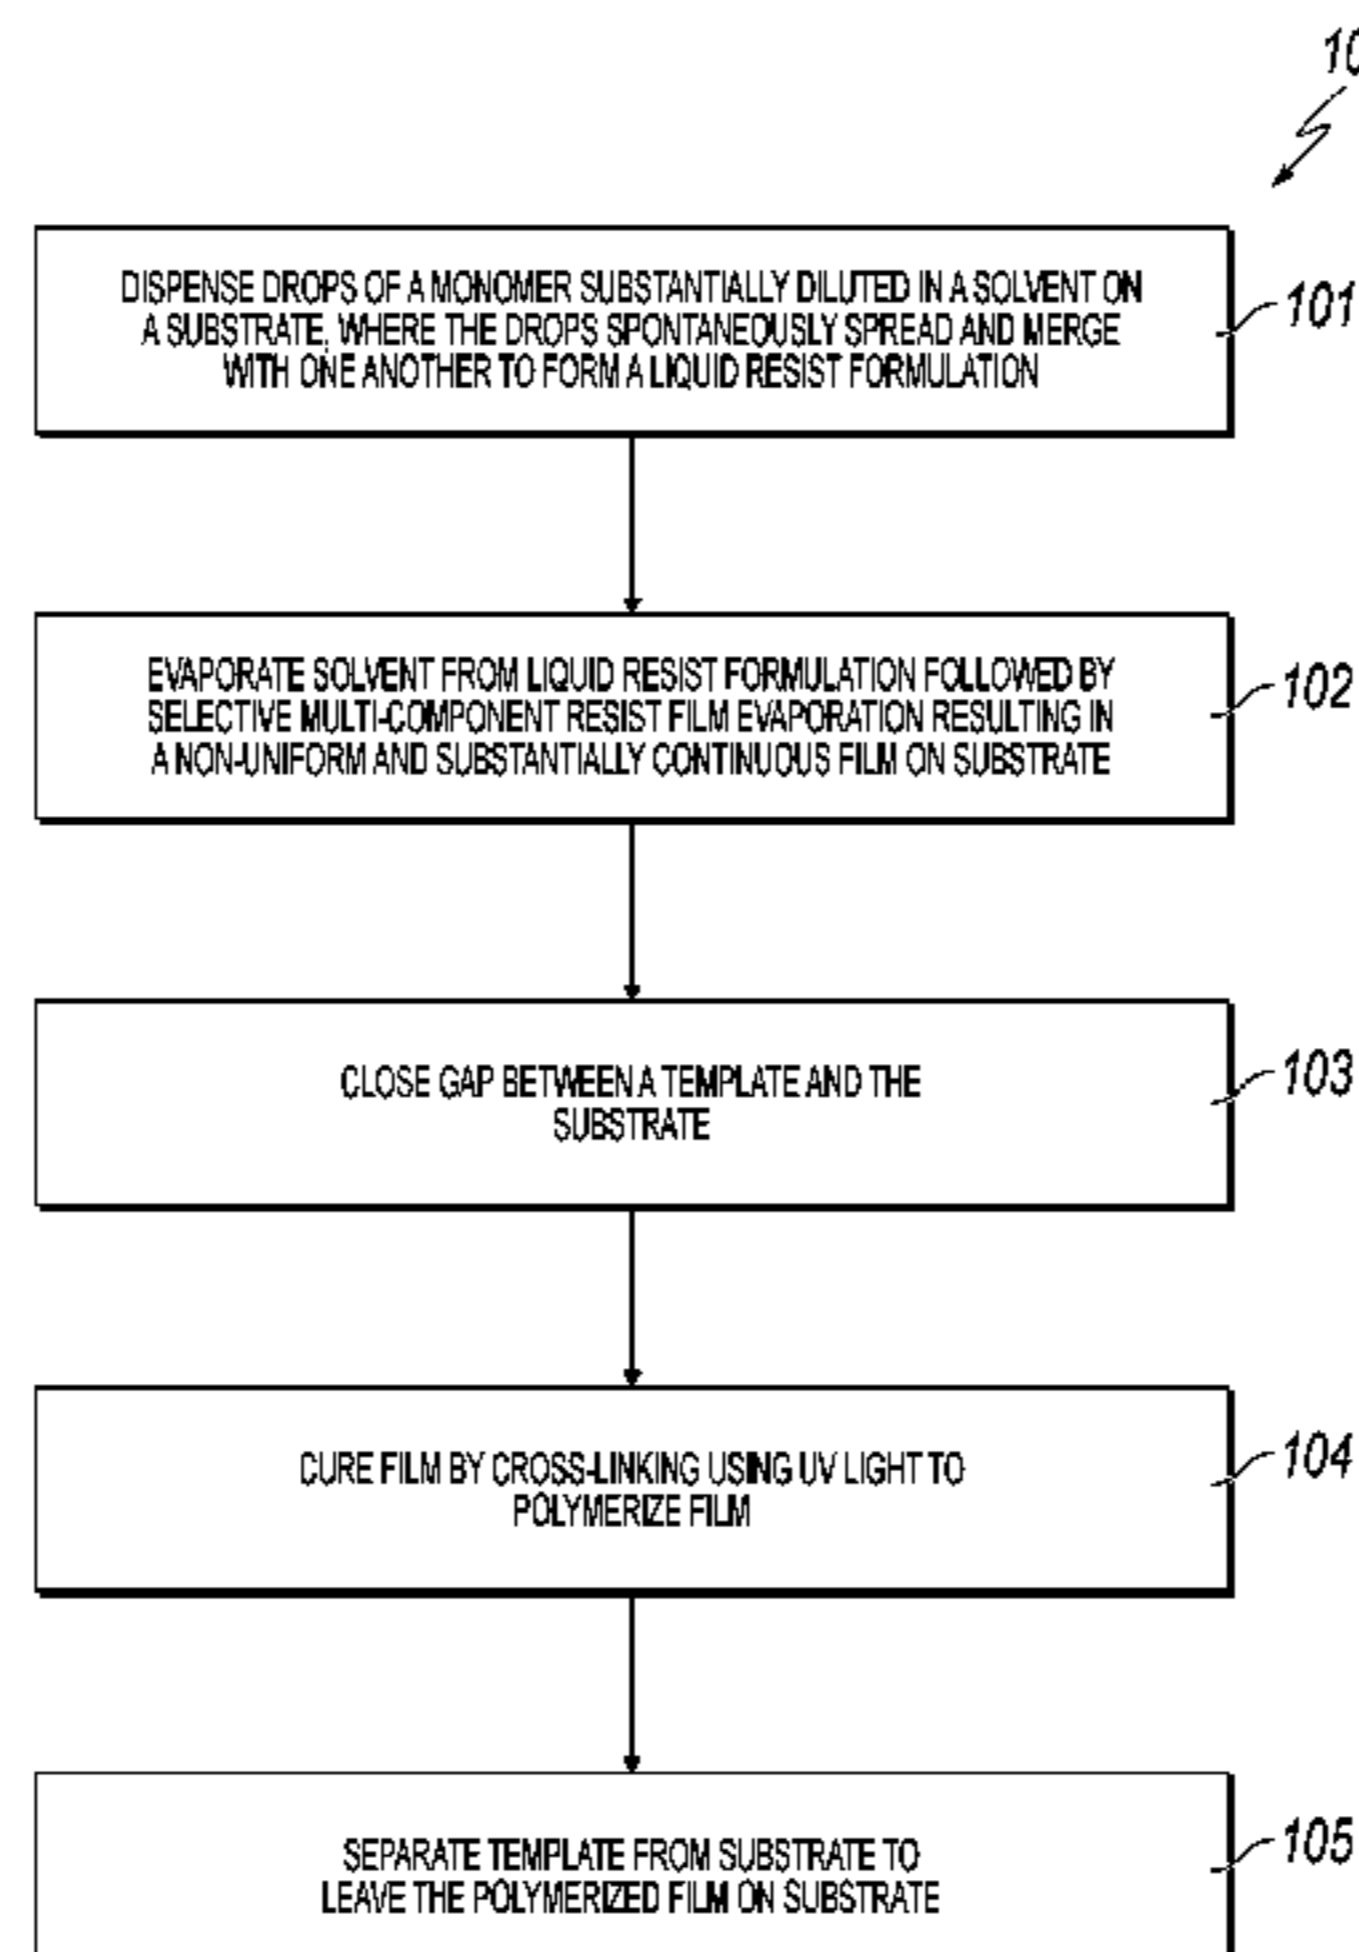 10
DISPENSE DROPS OF A MONOMER SUBSTANTIALLY DILUTED IN A SOLVENT ON
A SUBSTRATE, WHERE THE DROPS SPONTANEOUSLY SPREAD AND MERGE
WITH ONE ANOTHER TO FORM A LIQUID RESIST FORMULATION
101
EVAPORATE SOLVENT FROM LIQUID RESIST FORMULATION FOLLOWED BY
SELECTIVE MULTI-COMPONENT RESIST FILM EVAPORATION RESULTING IN
A NON-UNIFORM AND SUBSTANTIALLY CONTINUOUS FILM ON SUBSTRATE
102
CLOSE GAP BETWEEN A TEMPLATE AND THE
SUBSTRATE
103
CURE FILM BY CROSS-LINKING USING UV LIGHT TO
POLYMERIZE FILM
104
SEPARATE TEMPLATE FROM SUBSTRATE TO
LEAVE THE POLYMERIZED FILM ON SUBSTRATE
105